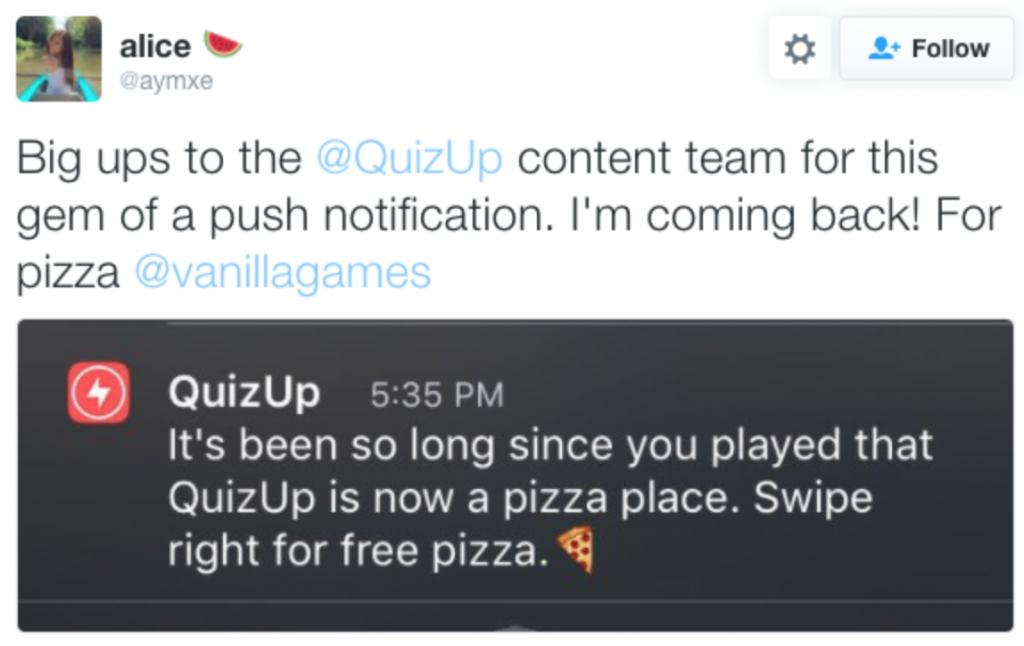 alice 🍉
@aymxe
Follow
Big ups to the @QuizUp content team for this
gem of a push notification. I'm coming back! For
pizza @vanillagames
QuizUp 5:35 PM
It's been so long since you played that
QuizUp is now a pizza place. Swipe
right for free pizza.🍕